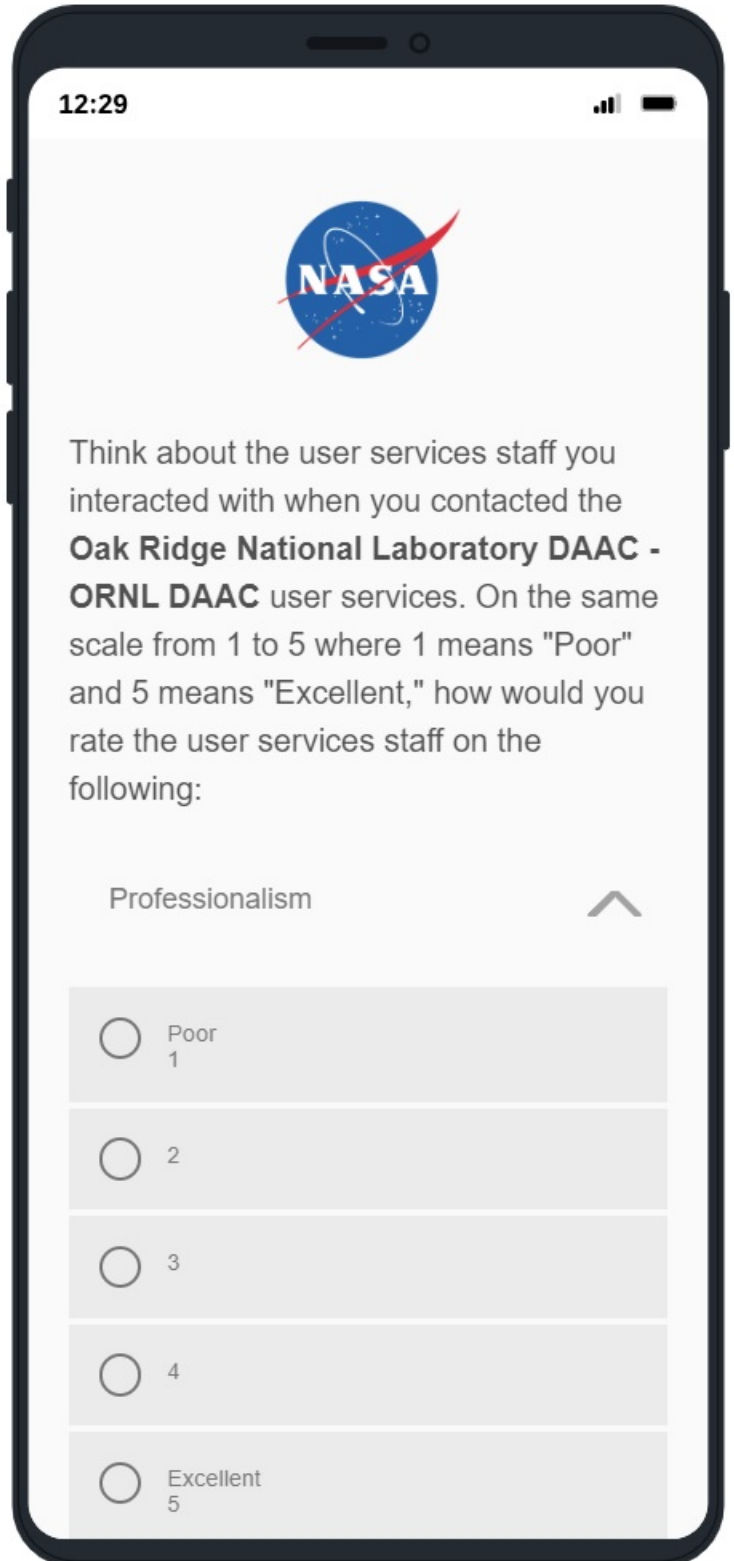 12:29
NASA
Think about the user services staff you
interacted with when you contacted the
Oak Ridge National Laboratory DAAC -
ORNL DAAC user services. On the same
scale from 1 to 5 where 1 means "Poor"
and 5 means "Excellent," how would you
rate the user services staff on the
following:
Professionalism
Poor
1
2
3
4
Excellent
5